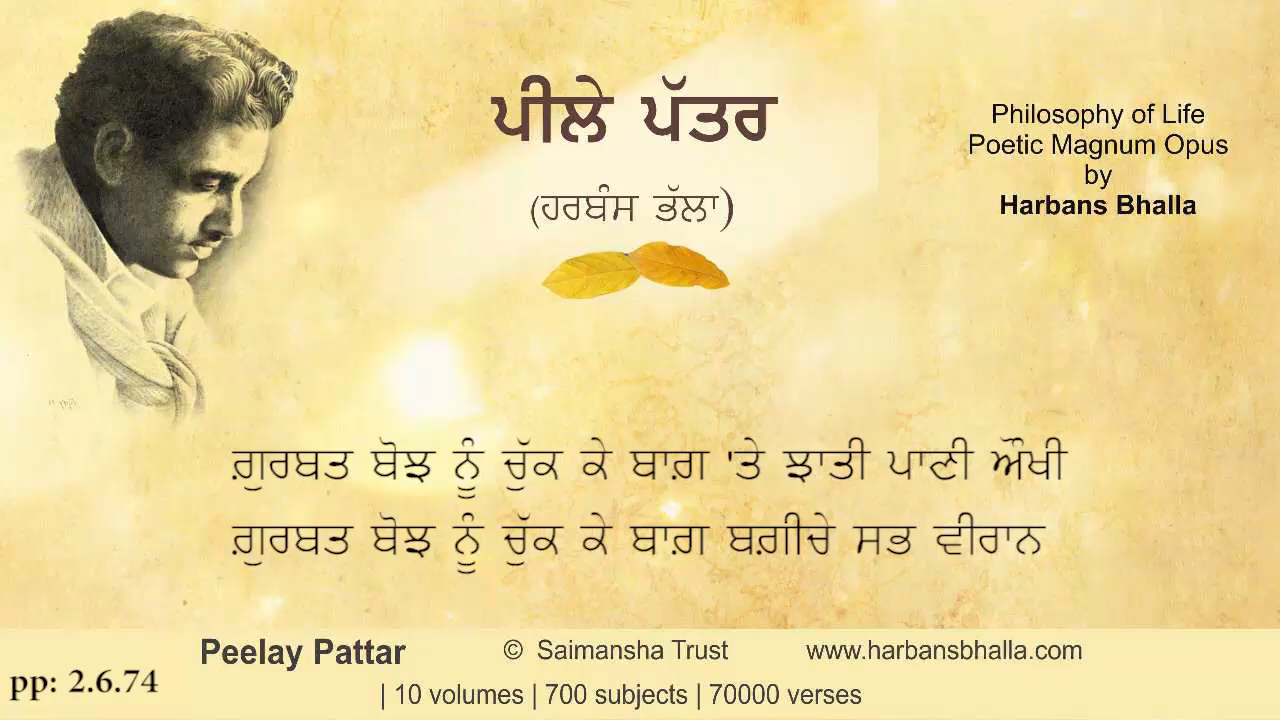 ਪੀਲੇ ਪੱਤਰ
(ਹਰਬੰਸ ਭੱਲਾ)
Philosophy of Life
Poetic Magnum Opus
by
Harbans Bhalla
ਗ਼ੁਰਬਤ ਬੋਝ ਨੂੰ ਚੁੱਕ ਕੇ ਬਾਗ਼ 'ਤੇ ਝਾਤੀ ਪਾਣੀ ਔਖੀ
ਗ਼ੁਰਬਤ ਬੋਝ ਨੂੰ ਚੁੱਕ ਕੇ ਬਾਗ਼ ਬਗ਼ੀਚੇ ਸਭ ਵੀਰਾਨ
Peelay Pattar © Saimansha Trust www.harbansbhalla.com
pp: 2.6.74
| 10 volumes | 700 subjects | 70000 verses